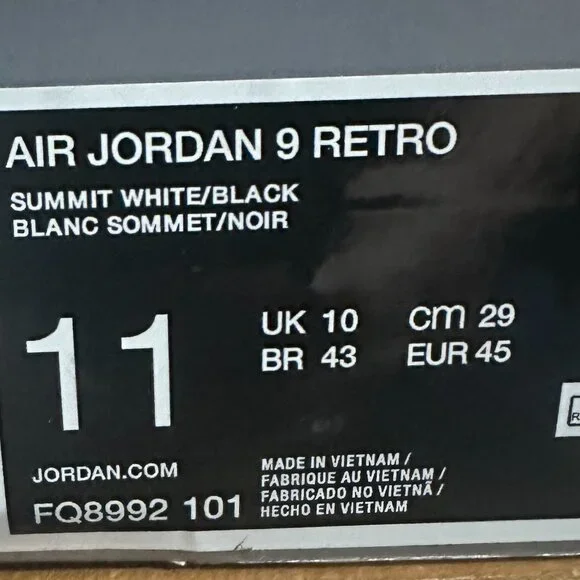 AIR JORDAN 9 RETRO
SUMMIT WHITE/BLACK
BLANC SOMMET/NOIR
11
UK 10 cm 29
BR 43 EUR 45
JORDAN.COM
FQ8992 101
MADE IN VIETNAM /
FABRIQUE AU VIETNAM /
FABRICADO NO VIETNÃ /
HECHO EN VIETNAM
R